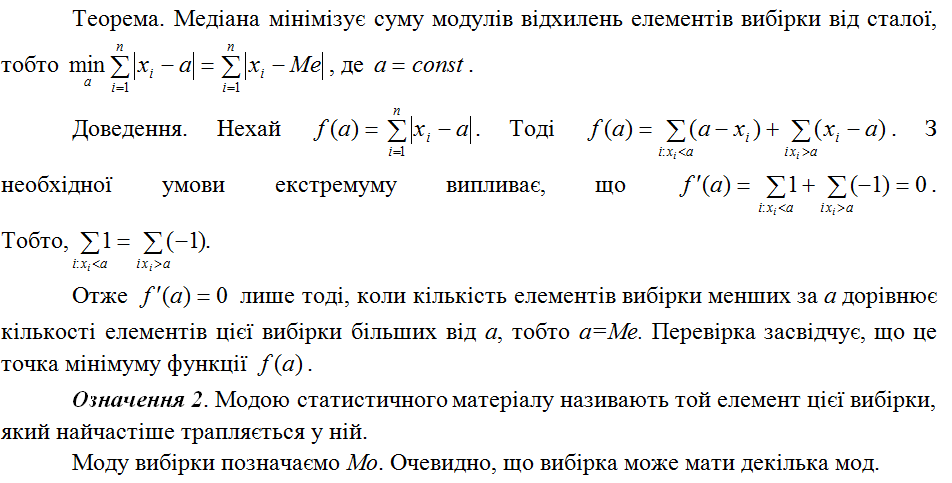 Теорема. Медіана мінімізує суму модулів відхилень елементів вибірки від сталої,
тобто $\min_{a} \sum_{i=1}^{n} |x_i - a| = \sum_{i=1}^{n} |x_i - Me|$, де $a = const$.
Доведення. Нехай $f(a) = \sum_{i=1}^{n} |x_i - a|$. Тоді $f(a) = \sum_{i: x_i < a} (a - x_i) + \sum_{i x_i > a} (x_i - a)$. З
необхідної умови екстремуму випливає, що $f'(a) = \sum_{i: x_i < a} 1 + \sum_{i x_i > a} (-1) = 0$.
Тобто, $\sum_{i: x_i < a} 1 = \sum_{i x_i > a} (-1)$.
Отже $f'(a) = 0$ лише тоді, коли кількість елементів вибірки менших за a дорівнює
кількості елементів цієї вибірки більших від a, тобто a=Me. Перевірка засвідчує, що це
точка мінімуму функції $f(a)$.
Означення 2. Модою статистичного матеріалу називають той елемент цієї вибірки,
який найчастіше трапляється у ній.
Моду вибірки позначаємо Mo. Очевидно, що вибірка може мати декілька мод.